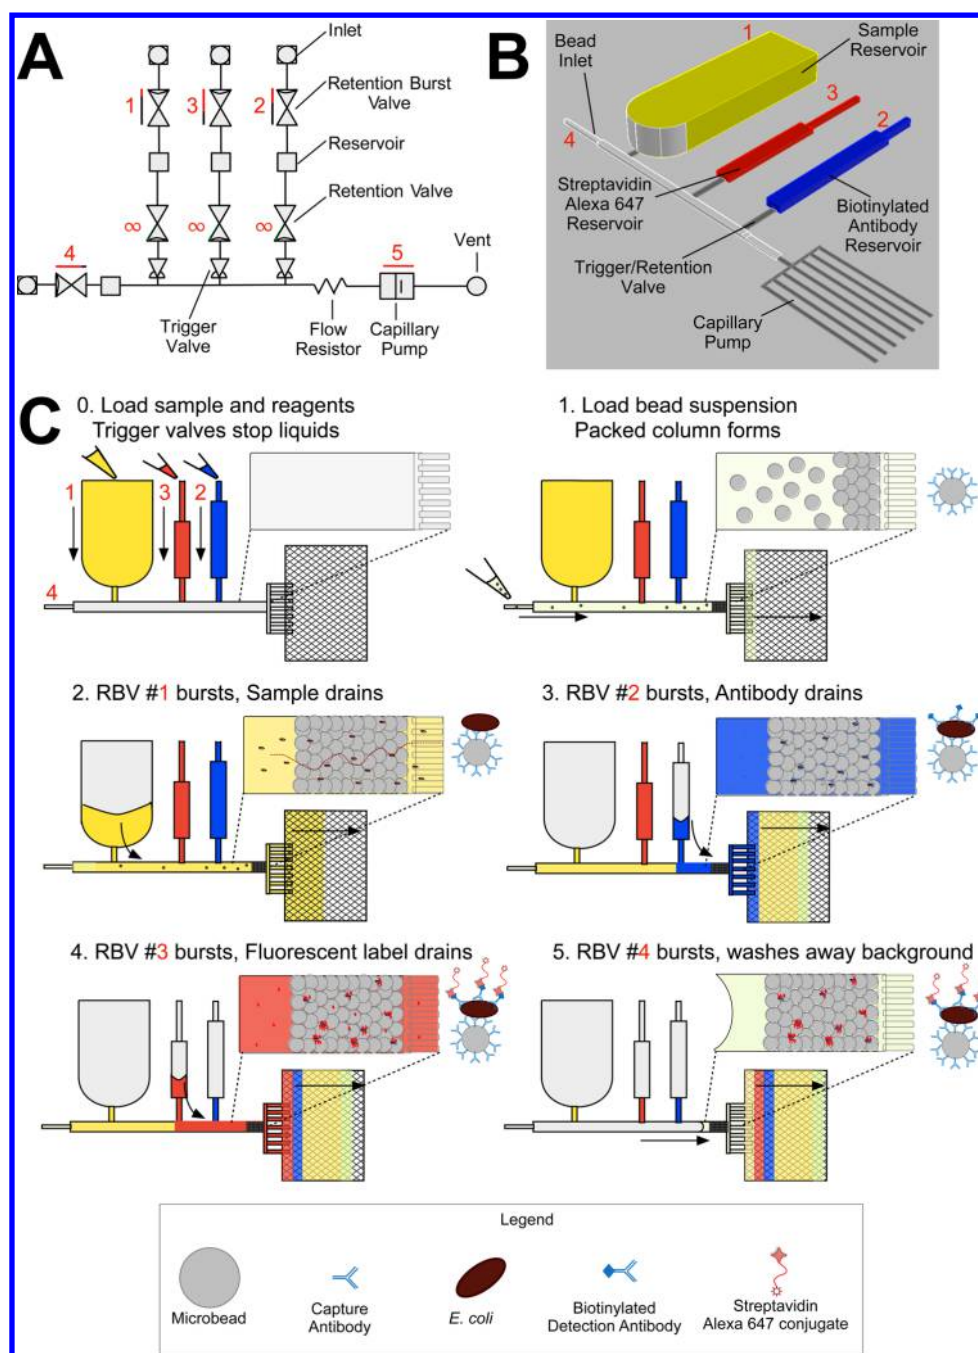 A
Inlet
1
3
2
Retention Burst
Valve
Reservoir
∞
∞
∞
Retention Valve
4
5
Vent
Trigger
Valve
Flow
Resistor
Capillary
Pump
B
1
Bead
Inlet
Sample
Reservoir
3
2
4
Streptavidin
Alexa 647
Reservoir
Biotinylated
Antibody
Reservoir
Trigger/Retention
Valve
Capillary
Pump
C
0. Load sample and reagents
Trigger valves stop liquids
1
3
2
4
1. Load bead suspension
Packed column forms
2. RBV #1 bursts, Sample drains
3. RBV #2 bursts, Antibody drains
4. RBV #3 bursts, Fluorescent label drains
5. RBV #4 bursts, washes away background
Legend
Microbead
Capture
Antibody
E. coli
Biotinylated
Detection Antibody
Streptavidin
Alexa 647 conjugate